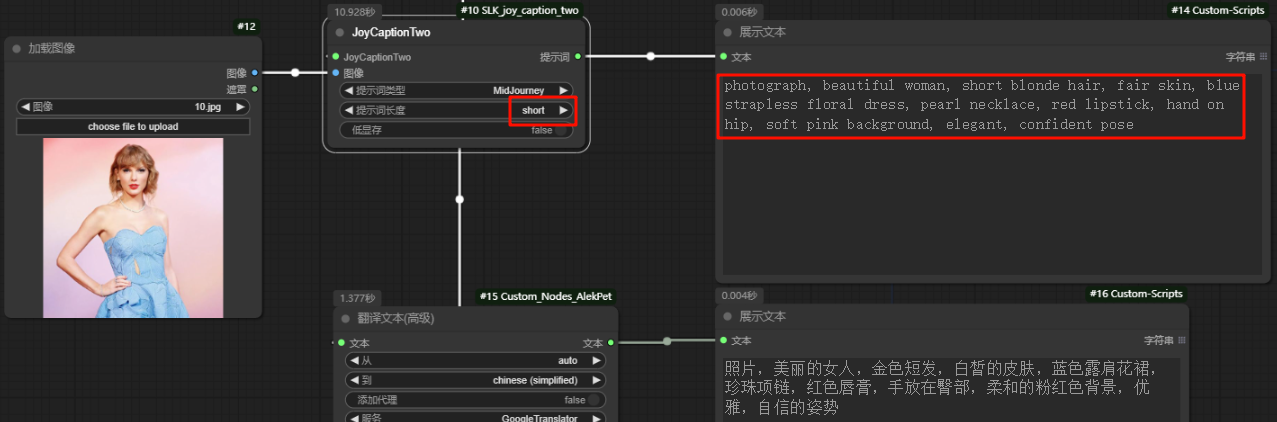 #12
加载图像
图像
遮罩
◀ 图像 10.jpg ▶
choose file to upload
10.928秒
#10 SLK_joy_caption_two
JoyCaptionTwo
JoyCaptionTwo 提示词
图像
◀ 提示词类型 MidJourney ▶
◀ 提示词长度 short ▶
低显存 false
0.006秒
#14 Custom-Scripts
展示文本
文本 字符串
photograph, beautiful woman, short blonde hair, fair skin, blue
strapless floral dress, pearl necklace, red lipstick, hand on
hip, soft pink background, elegant, confident pose
1.377秒
#15 Custom_Nodes_AlekPet
翻译文本(高级)
文本 文本
◀ 从 auto ▶
◀ 到 chinese (simplified) ▶
添加代理 false
◀ 服务 GoogleTranslator ▶
0.004秒
#16 Custom-Scripts
展示文本
文本 字符串
照片，美丽的女人，金色短发，白皙的皮肤，蓝色露肩花裙，
珍珠项链，红色唇膏，手放在臀部，柔和的粉红色背景，优
雅，自信的姿势